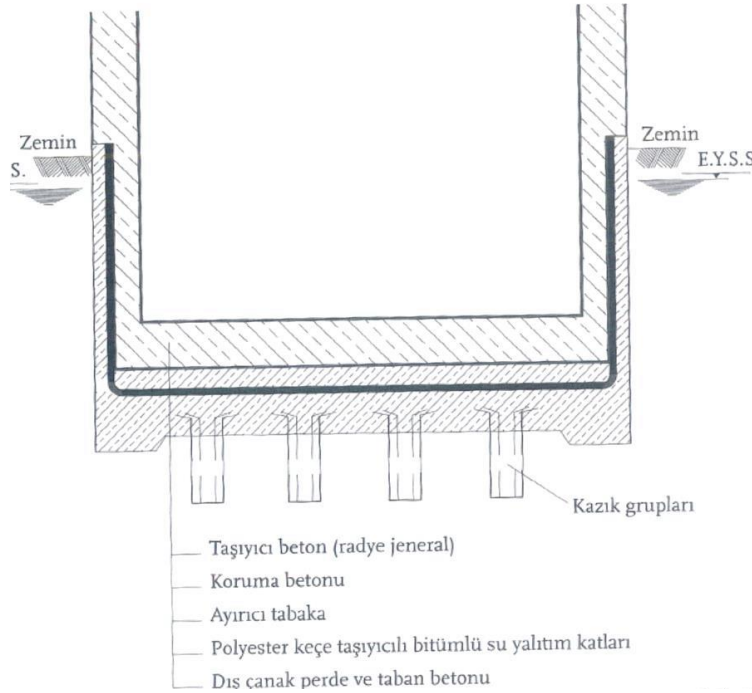 Zemin
S.
Zemin
E.Y.S.S
Kazık grupları
Taşıyıcı beton (radye jeneral)
Koruma betonu
Ayırıcı tabaka
Polyester keçe taşıyıcılı bitümlü su yalıtım katları
Dış çanak perde ve taban betonu